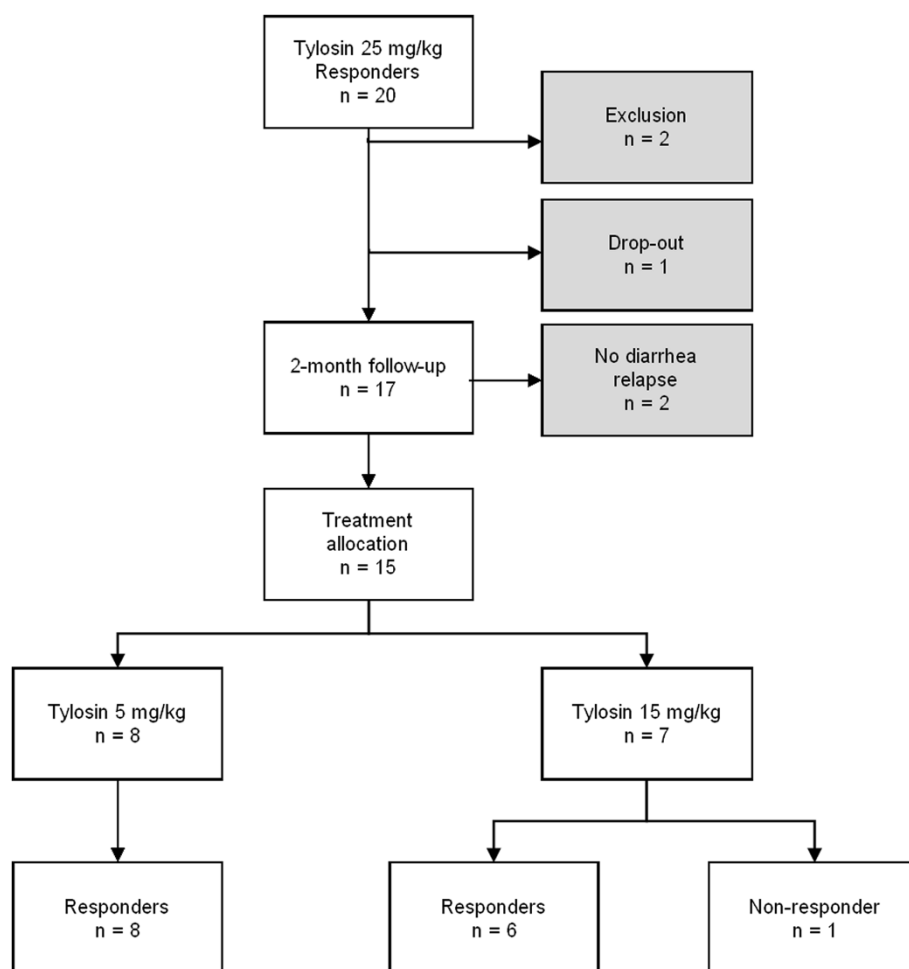 Tylosin 25 mg/kg
Responders
n = 20
Exclusion
n = 2
Drop-out
n = 1
2-month follow-up
n = 17
No diarrhea
relapse
n = 2
Treatment
allocation
n = 15
Tylosin 5 mg/kg
n = 8
Tylosin 15 mg/kg
n = 7
Responders
n = 8
Responders
n = 6
Non-responder
n = 1